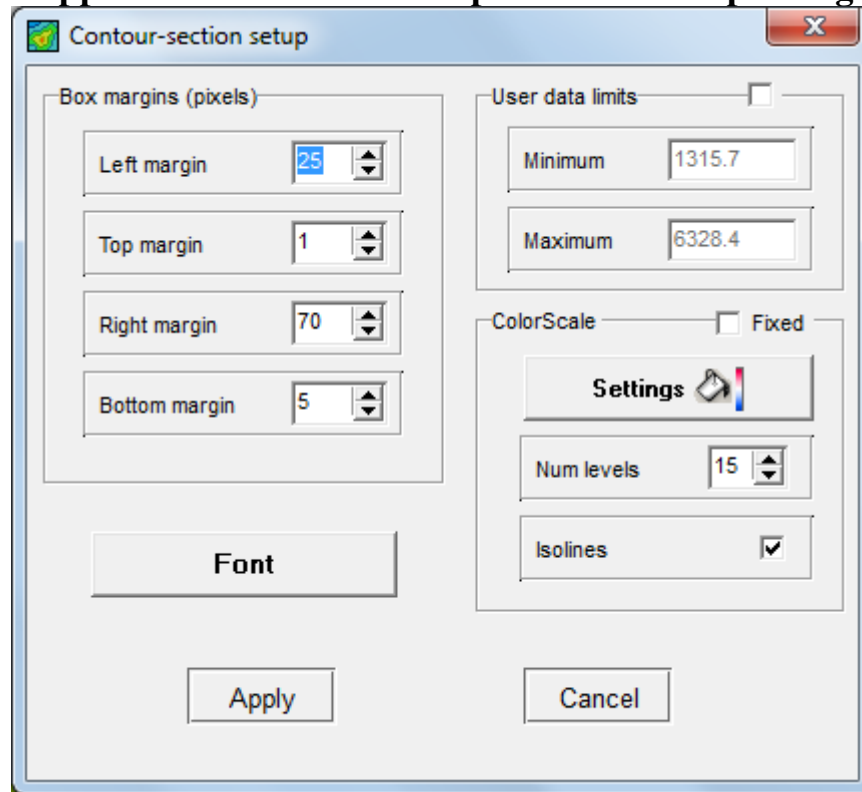 Contour-section setup
Box margins (pixels)
Left margin 25
Top margin 1
Right margin 70
Bottom margin 5
Font
User data limits
Minimum 1315.7
Maximum 6328.4
ColorScale Fixed
Settings
Num levels 15
Isolines
Apply Cancel